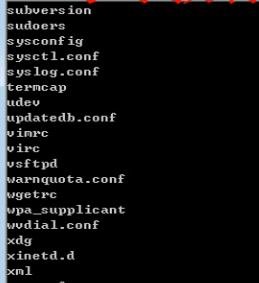 subversion
sudoers
sysconfig
sysctl.conf
syslog.conf
termcap
udev
updatedb.conf
vimrc
virc
vsftpd
warnquota.conf
wgetrc
wpa_supplicant
wvdial.conf
xdg
xinetd.d
xml